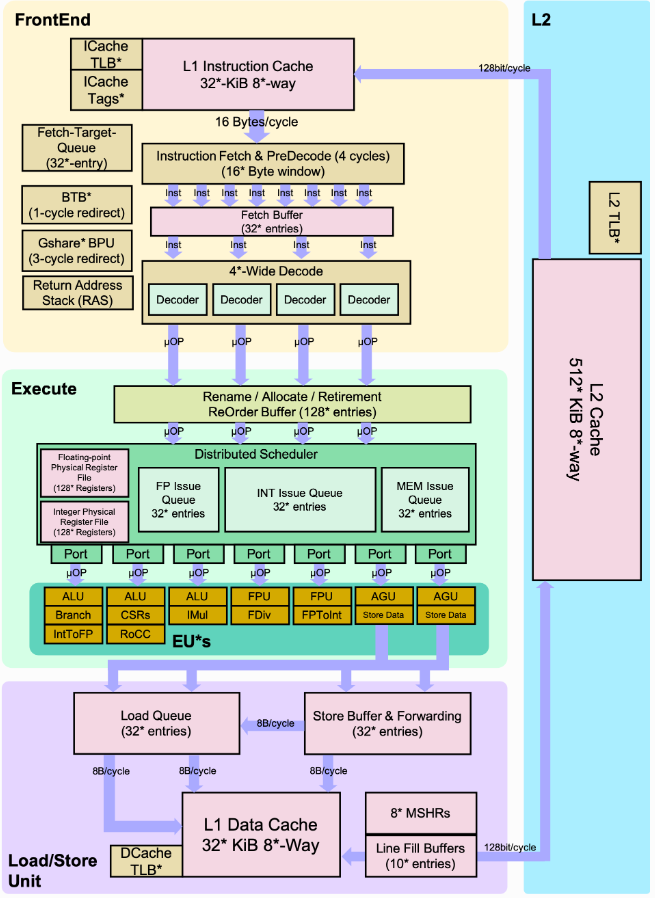 FrontEnd
L2
ICache
TLB*
ICache
Tags*
L1 Instruction Cache
32*-KiB 8*-way
128bit/cycle
16 Bytes/cycle
Fetch-Target-
Queue
(32*-entry)
Instruction Fetch & PreDecode (4 cycles)
(16* Byte window)
Inst Inst Inst Inst Inst Inst Inst Inst
BTB*
(1-cycle redirect)
Fetch Buffer
(32* entries)
L2 TLB*
Inst Inst Inst Inst
Gshare* BPU
(3-cycle redirect)
4*-Wide Decode
Return Address
Stack (RAS)
Decoder Decoder Decoder Decoder
µOP µOP µOP µOP
L2 Cache
512* KiB 8*-way
Execute
Rename / Allocate / Retirement
ReOrder Buffer (128* entries)
µOP µOP µOP µOP
Distributed Scheduler
Floating-point
Physical Register
File
(128* Registers)
Integer Physical
Register File
(128* Registers)
FP Issue
Queue
32* entries
INT Issue Queue
32* entries
MEM Issue
Queue
32* entries
Port Port Port Port Port Port Port
µOP µOP µOP µOP µOP µOP µOP
ALU ALU ALU FPU FPU AGU AGU
Branch CSRs IMul FDiv FPToInt Store Data Store Data
IntToFP RoCC
EU*s
Load Queue
(32* entries)
8B/cycle
Store Buffer & Forwarding
(32* entries)
8B/cycle 8B/cycle 8B/cycle
L1 Data Cache
32* KiB 8*-Way
8* MSHRs
Line Fill Buffers
(10* entries)
128bit/cycle
DCache
TLB*
Load/Store
Unit